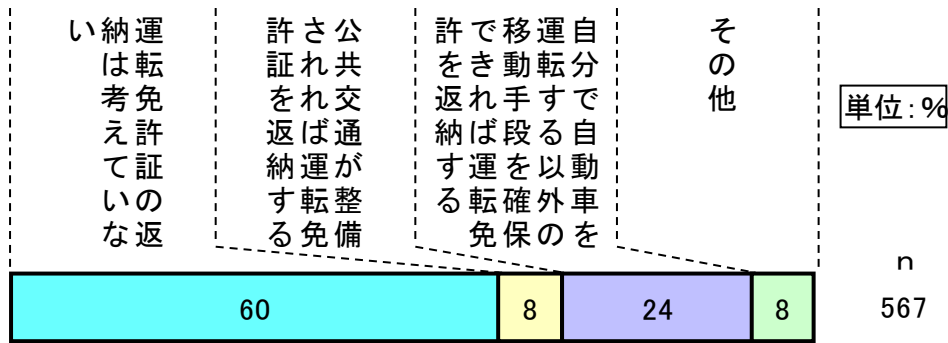 運転免許証の返
納は考えていな
い
公共交通が整備
されれば運転免
許証を返納する
自分で自動車を
運転する以外の
移動手段を確保
できれば運転免
許を返納する
その他
単位:%
n
60
8
24
8
567